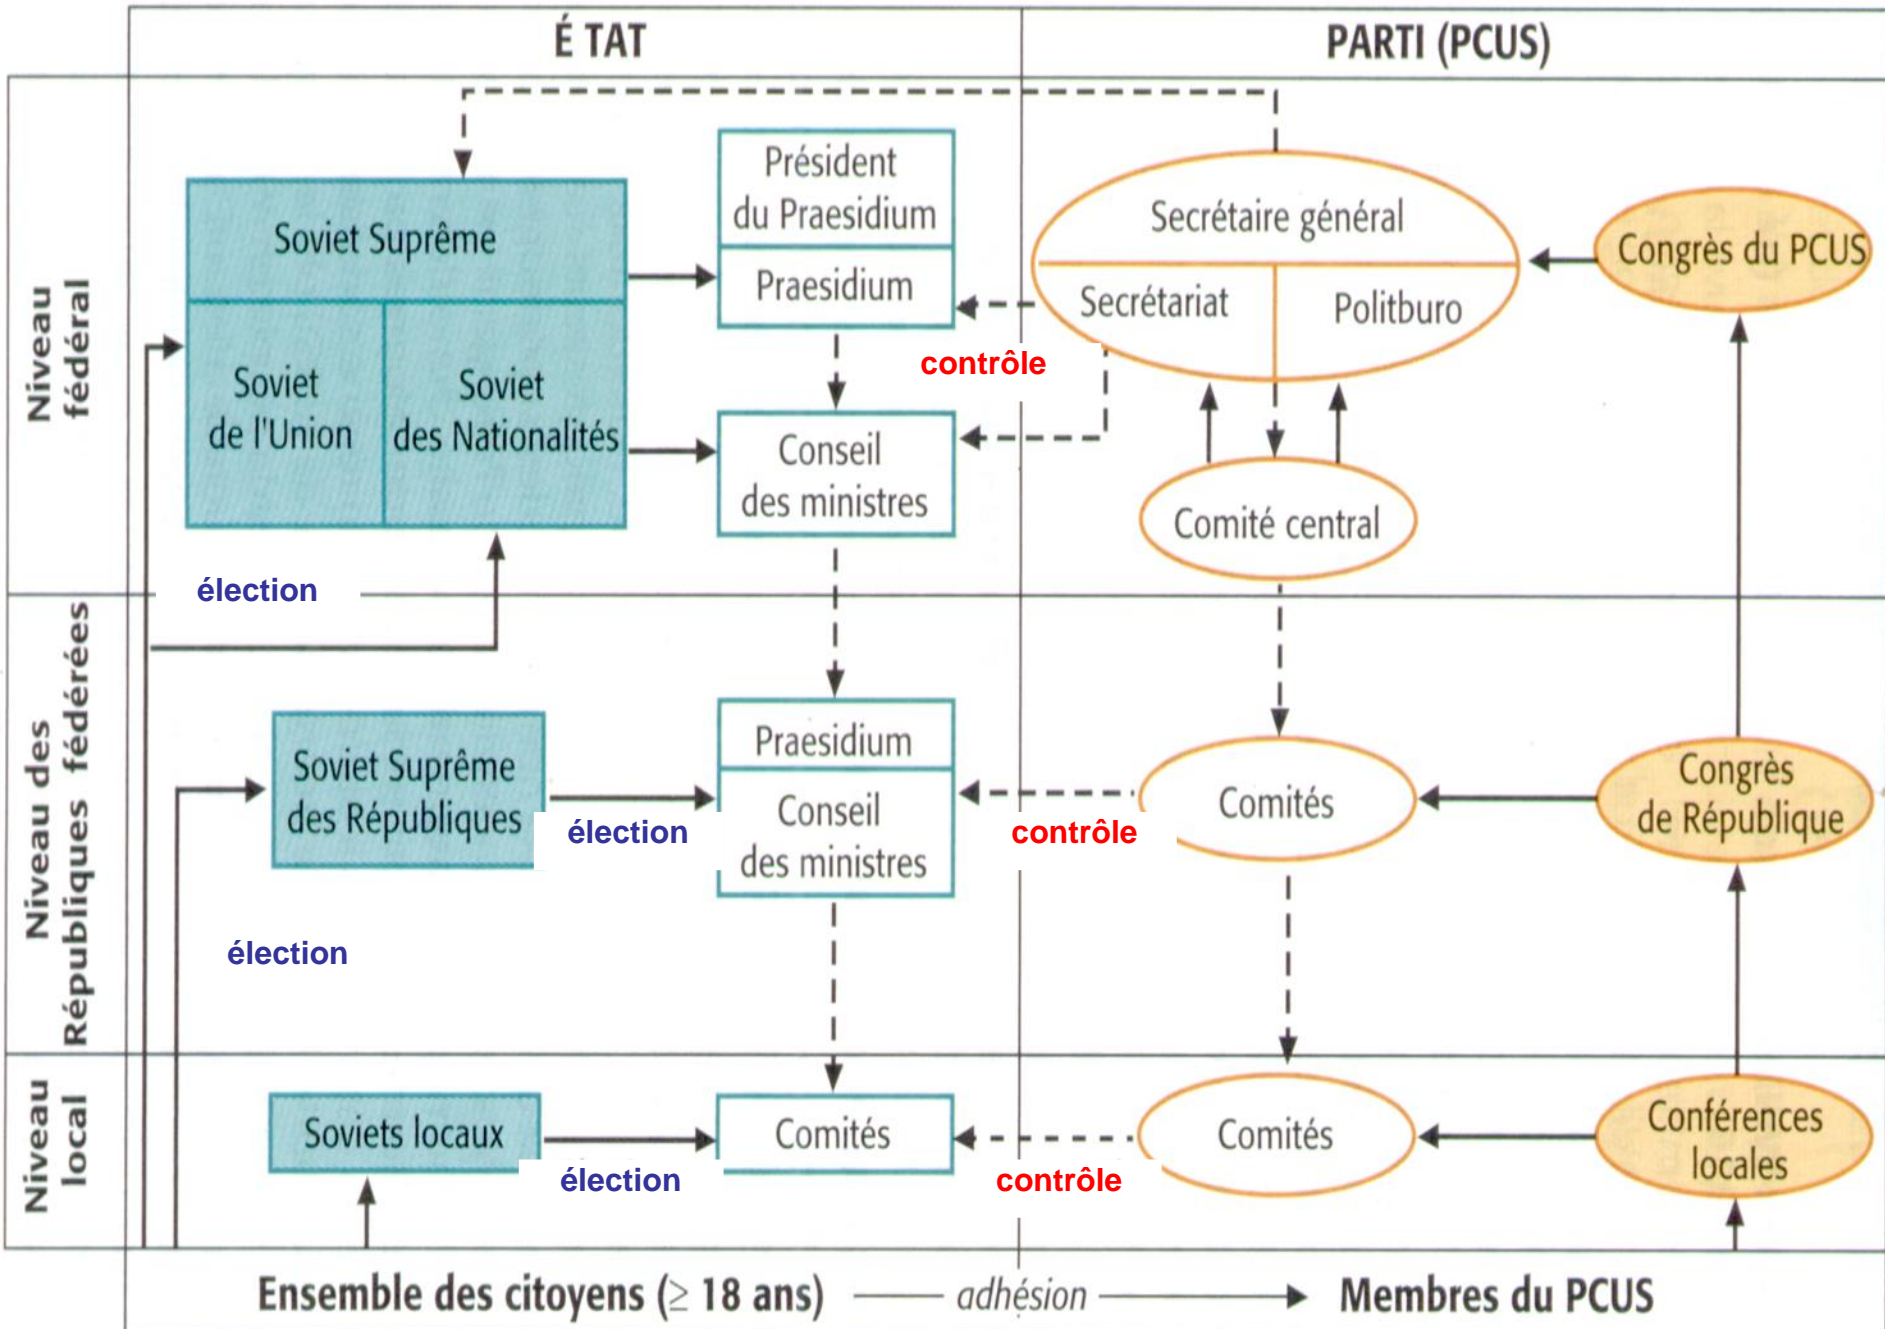 É TAT
PARTI (PCUS)
Niveau
fédéral
Soviet Suprême
Soviet
de l'Union
Soviet
des Nationalités
Président
du Praesidium
Praesidium
Conseil
des ministres
contrôle
Secrétaire général
Secrétariat
Politburo
Comité central
Congrès du PCUS
élection
Niveau des
Républiques fédérées
Soviet Suprême
des Républiques
élection
Praesidium
Conseil
des ministres
contrôle
Comités
Congrès
de République
élection
Niveau
local
Soviets locaux
élection
Comités
contrôle
Comités
Conférences
locales
Ensemble des citoyens (≥ 18 ans)
adhésion
Membres du PCUS